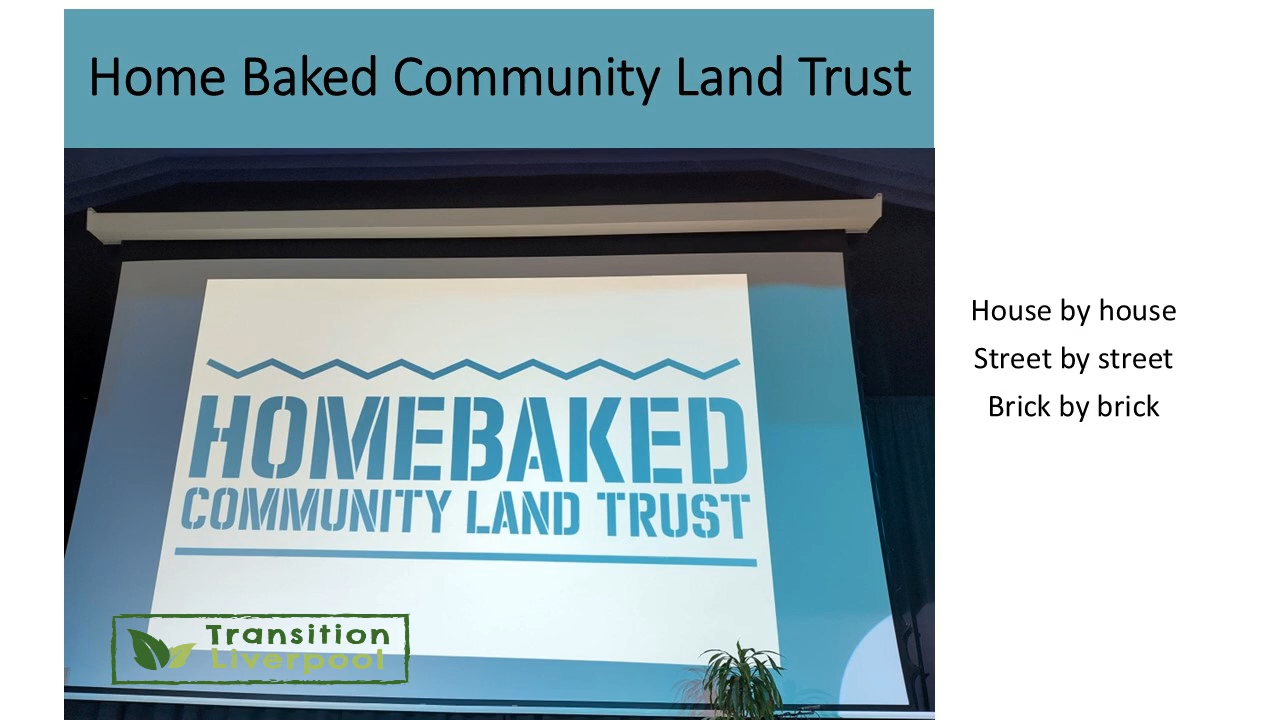 Home Baked Community Land Trust
HOMEBAKED
COMMUNITY LAND TRUST
Transition
Liverpool
House by house
Street by street
Brick by brick